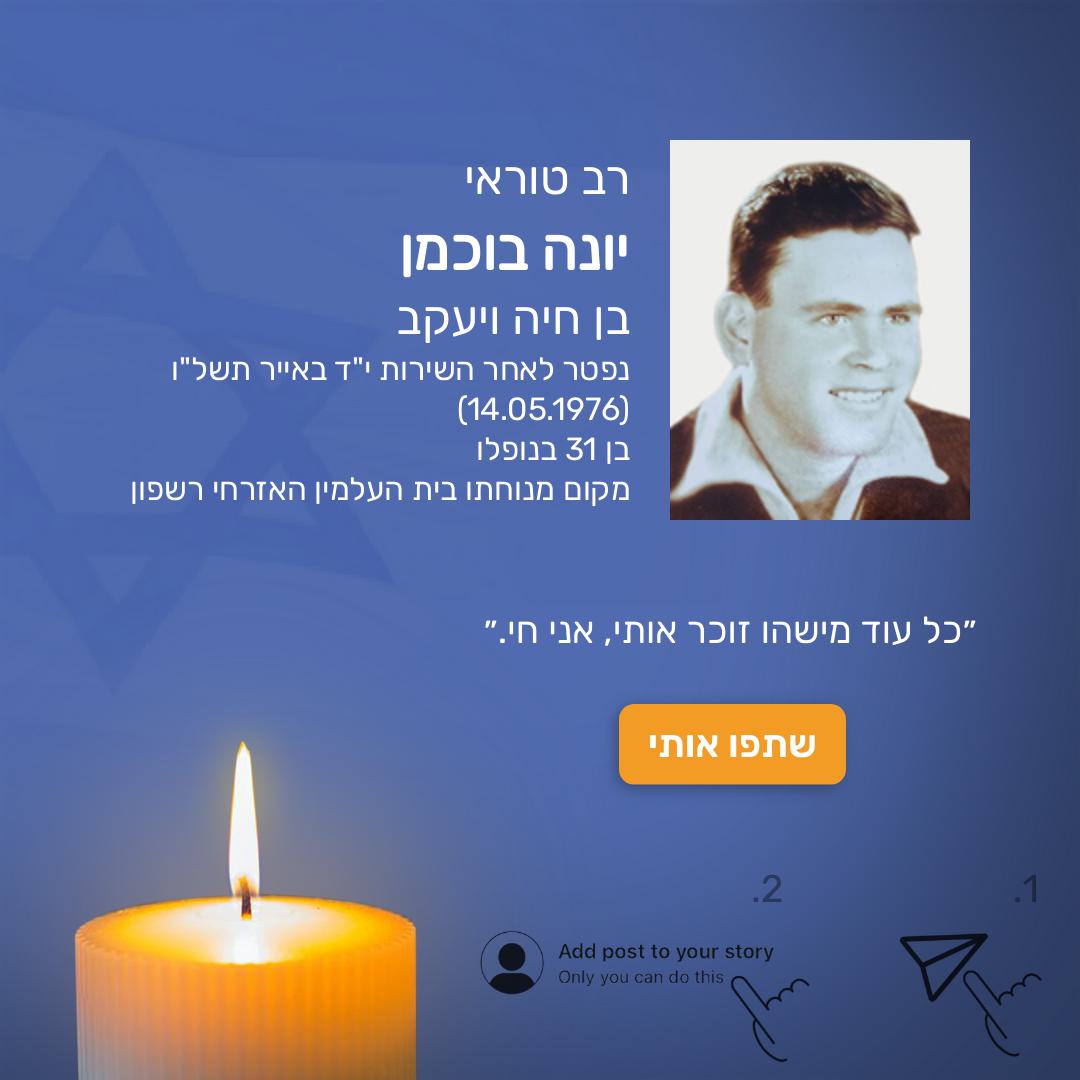 רב טוראי
יונה בוכמן
בן חיה ויעקב
נפטר לאחר השירות י"ד באייר תשל"ו
(14.05.1976)
בן 31 בנופלו
מקום מנוחתו בית העלמין האזרחי רשפון
״כל עוד מישהו זוכר אותי, אני חי.״
שתפו אותי
1.
2.
Add post to your story
Only you can do this